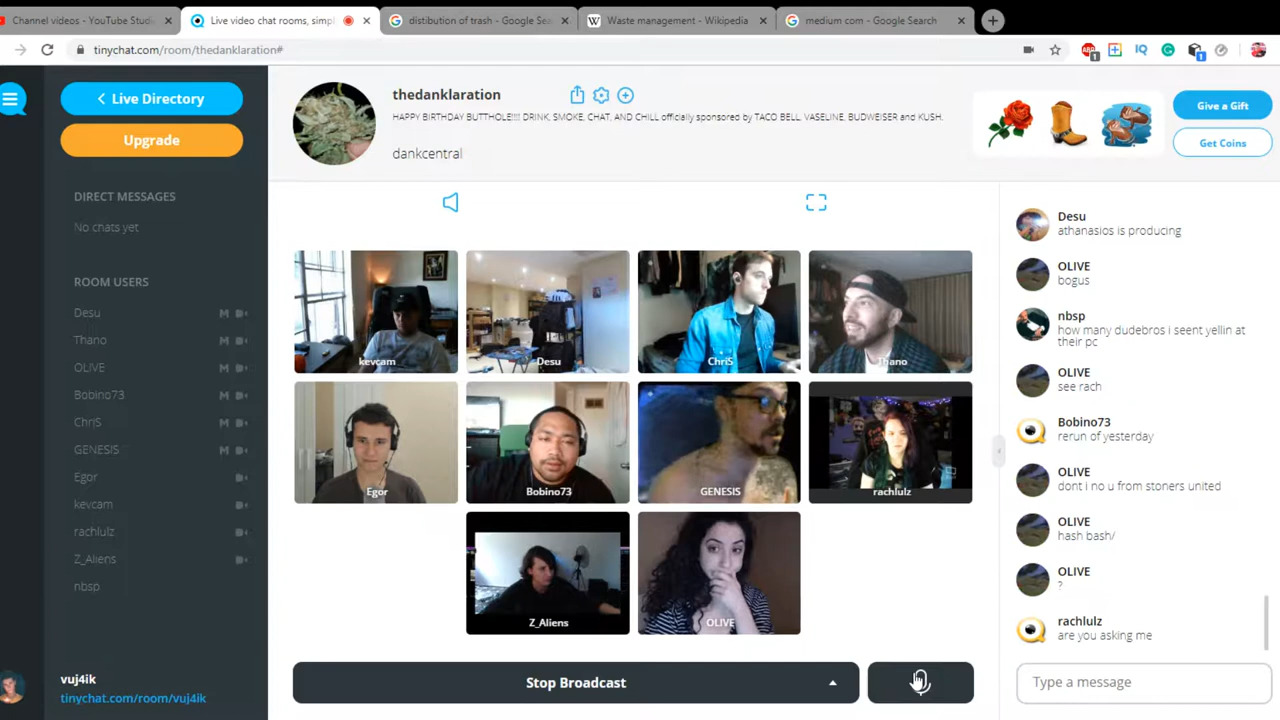 Channel videos - YouTube Studi
Live video chat rooms, simpl
distibution of trash - Google Sea
Waste management - Wikipedia
medium com - Google Search
tinychat.com/room/thedanklaration#
ABP
1
IQ
1
Live Directory
Upgrade
DIRECT MESSAGES
No chats yet
ROOM USERS
Desu M
Thano M
OLIVE M
Bobino73 M
ChriS M
GENESIS M
Egor
kevcam
rachlulz
Z_Aliens
nbsp
vuj4ik
tinychat.com/room/vuj4ik
thedanklaration
HAPPY BIRTHDAY BUTTHOLE!!!! DRINK, SMOKE, CHAT, AND CHILL officially sponsored by TACO BELL, VASELINE, BUDWEISER and KUSH.
dankcentral
Give a Gift
Get Coins
kevcam
Desu
ChriS
Thano
Egor
Bobino73
GENESIS
rachlulz
Z_Aliens
OLIVE
Stop Broadcast
Desu
athanasios is producing
OLIVE
bogus
nbsp
how many dudebros i seent yellin at
their pc
OLIVE
see rach
Bobino73
rerun of yesterday
OLIVE
dont i no u from stoners united
OLIVE
hash bash/
OLIVE
?
rachlulz
are you asking me
Type a message